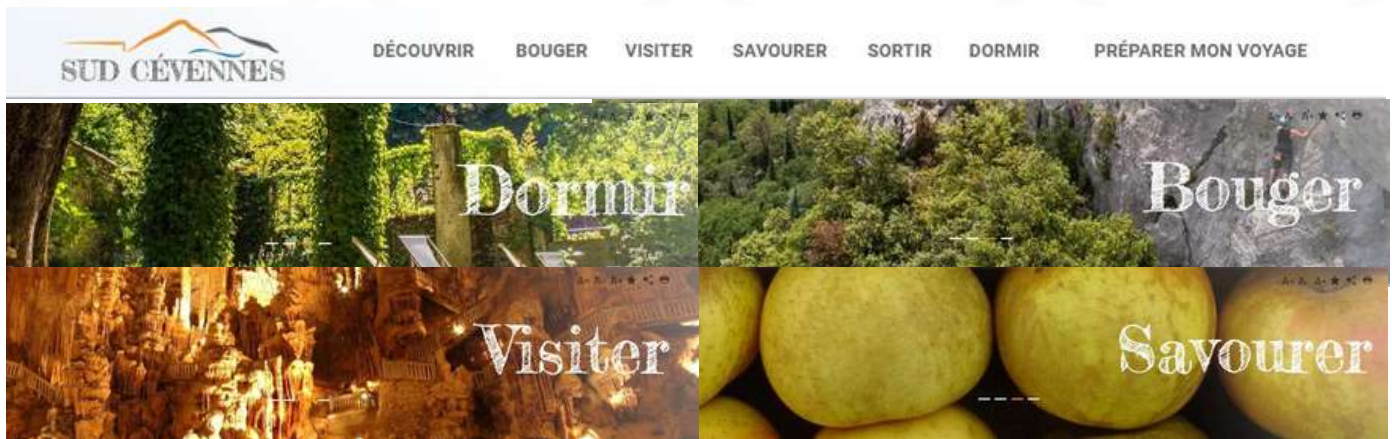 SUD CÉVENNES
DÉCOUVRIR BOUGER VISITER SAVOURER SORTIR DORMIR PRÉPARER MON VOYAGE
Dormir
Bouger
Visiter
Savourer